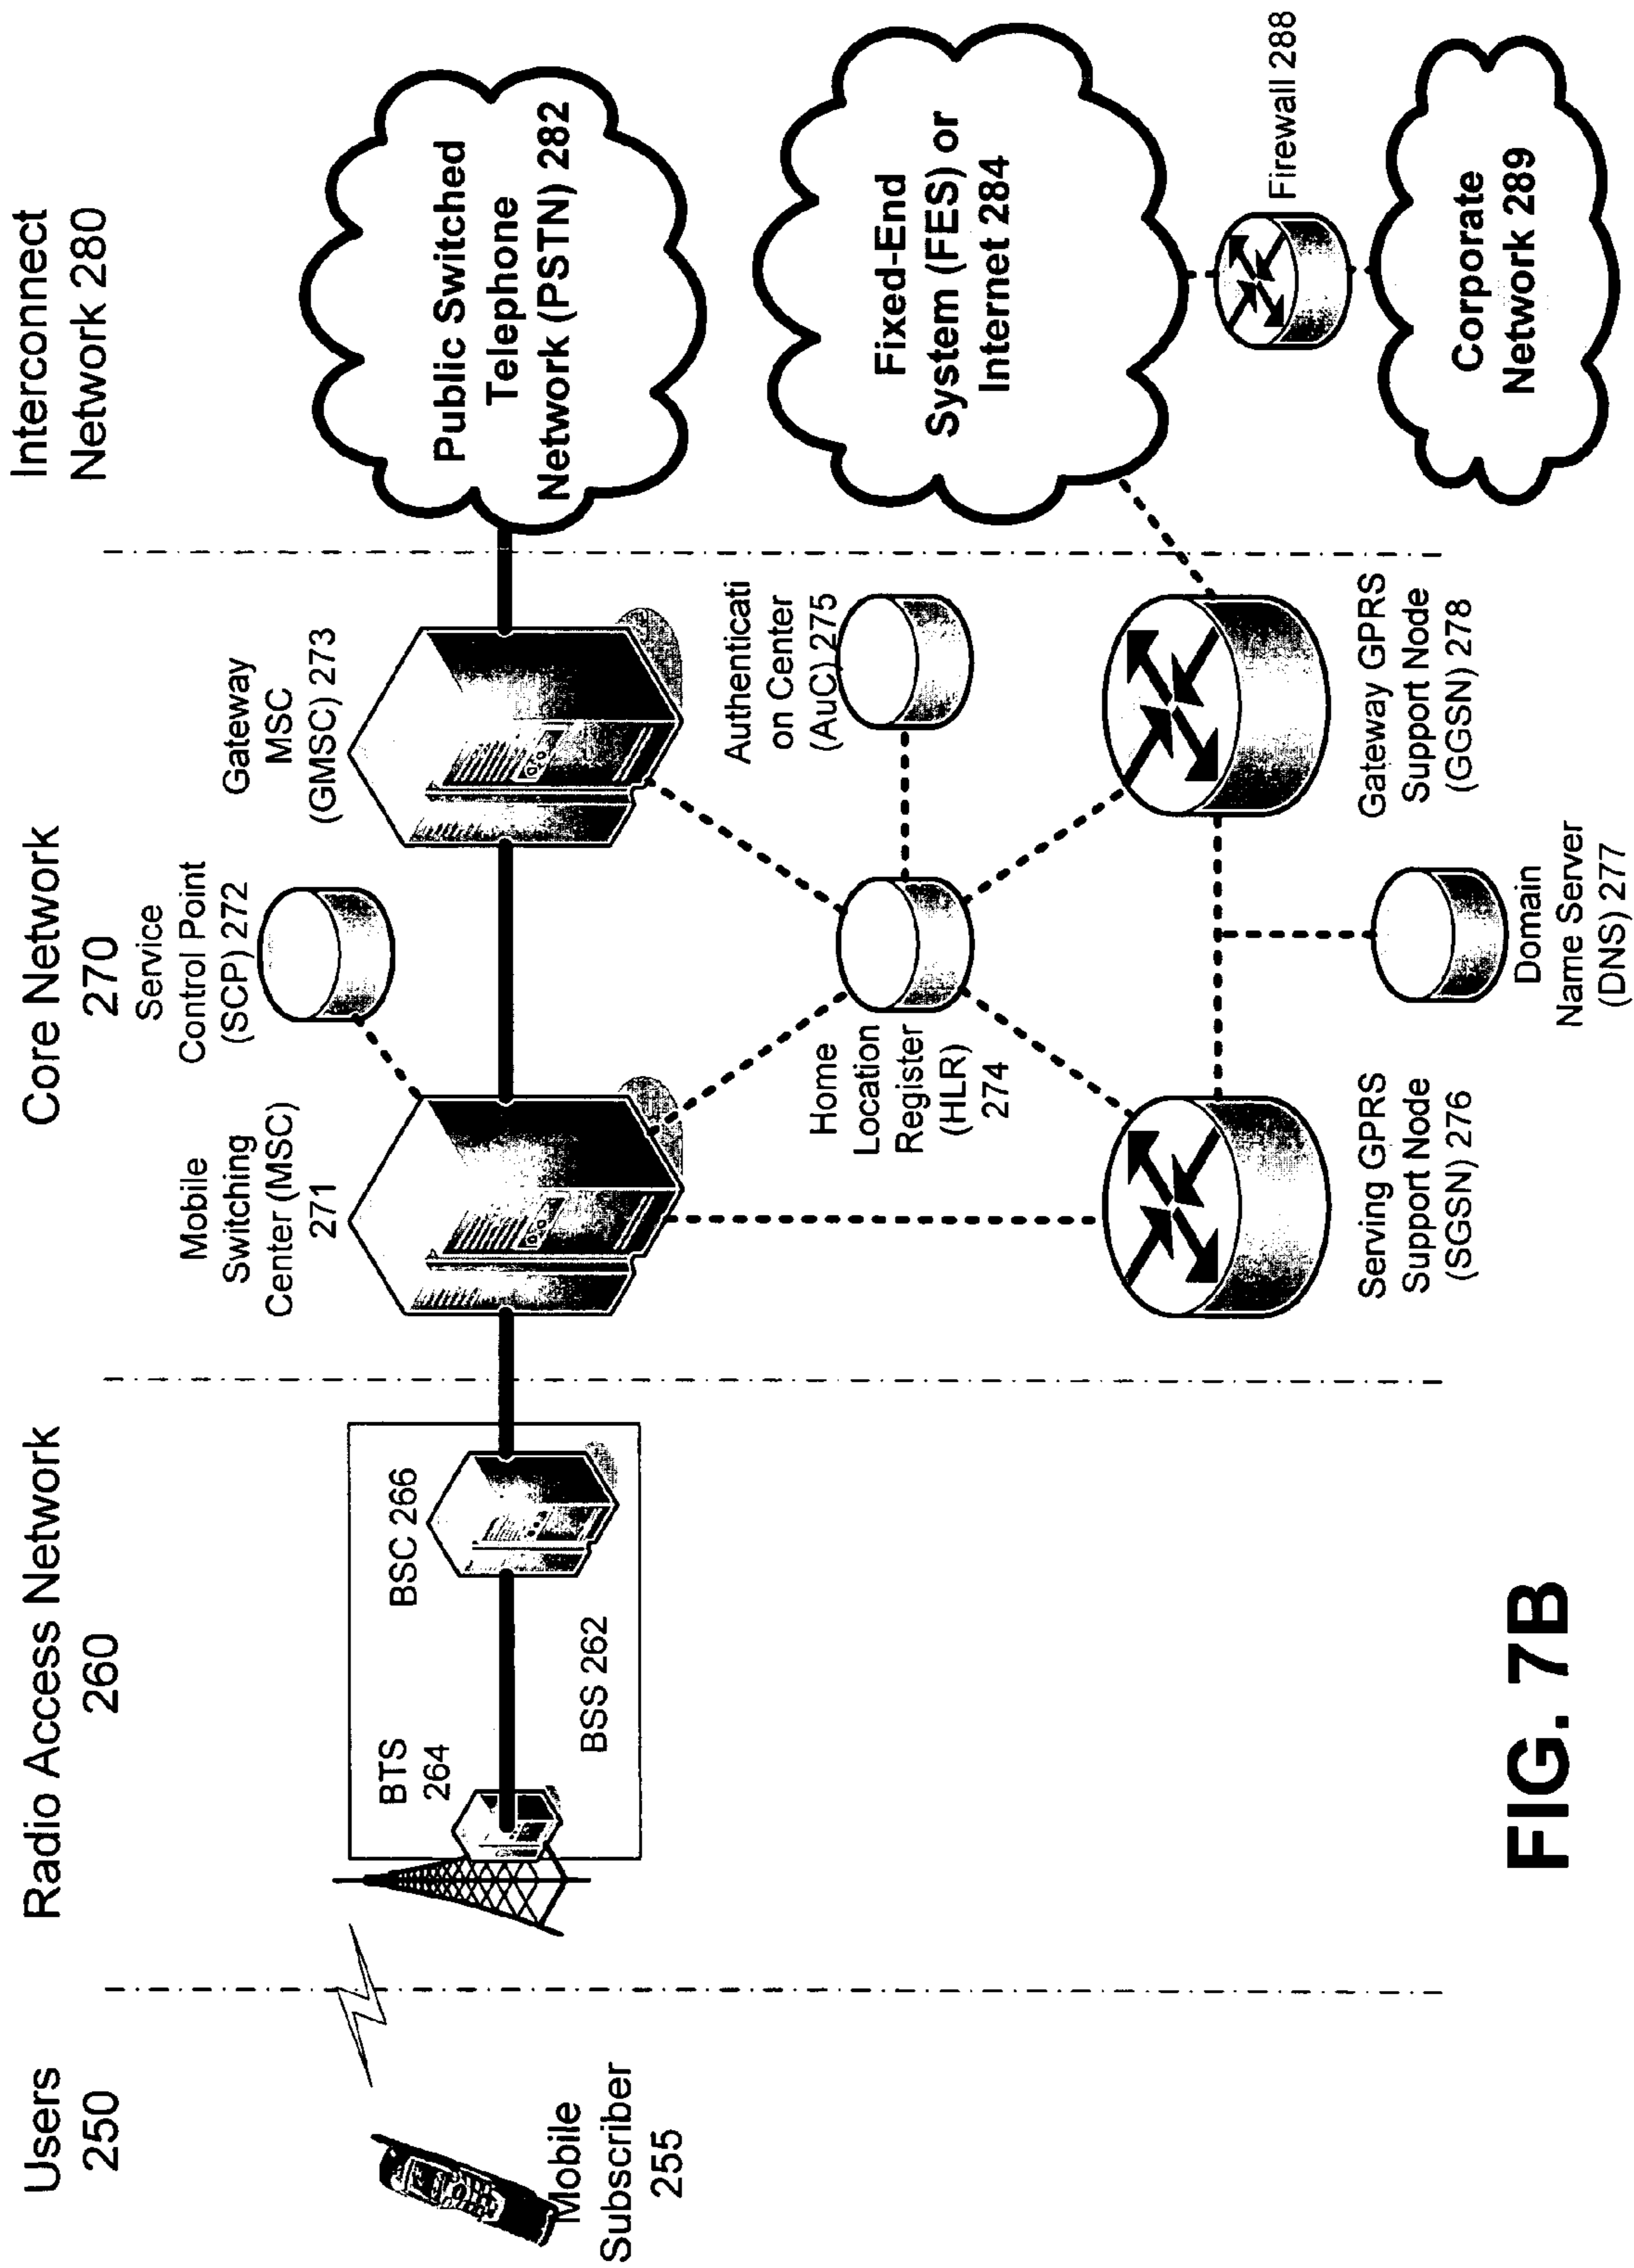 Users
250
Radio Access Network
260
Core Network
270
Interconnect
Network 280
Mobile
Subscriber
255
BTS
264
BSC 266
BSS 262
Mobile
Switching
Center (MSC)
271
Service
Control Point
(SCP) 272
Gateway
MSC
(GMSC) 273
Public Switched
Telephone
Network (PSTN) 282
Home
Location
Register
(HLR)
274
Authenticati
on Center
(AuC) 275
Fixed-End
System (FES) or
Internet 284
Firewall 288
Serving GPRS
Support Node
(SGSN) 276
Domain
Name Server
(DNS) 277
Gateway GPRS
Support Node
(GGSN) 278
Corporate
Network 289
FIG. 7B